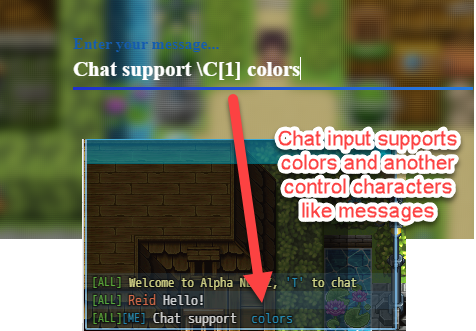 Enter your message...
Chat support \C[1] colors
Chat input supports
colors and another
control characters
like messages
[ALL] Welcome to Alpha 'T' to chat
[ALL] Reid Hello!
[ALL][ME] Chat support colors